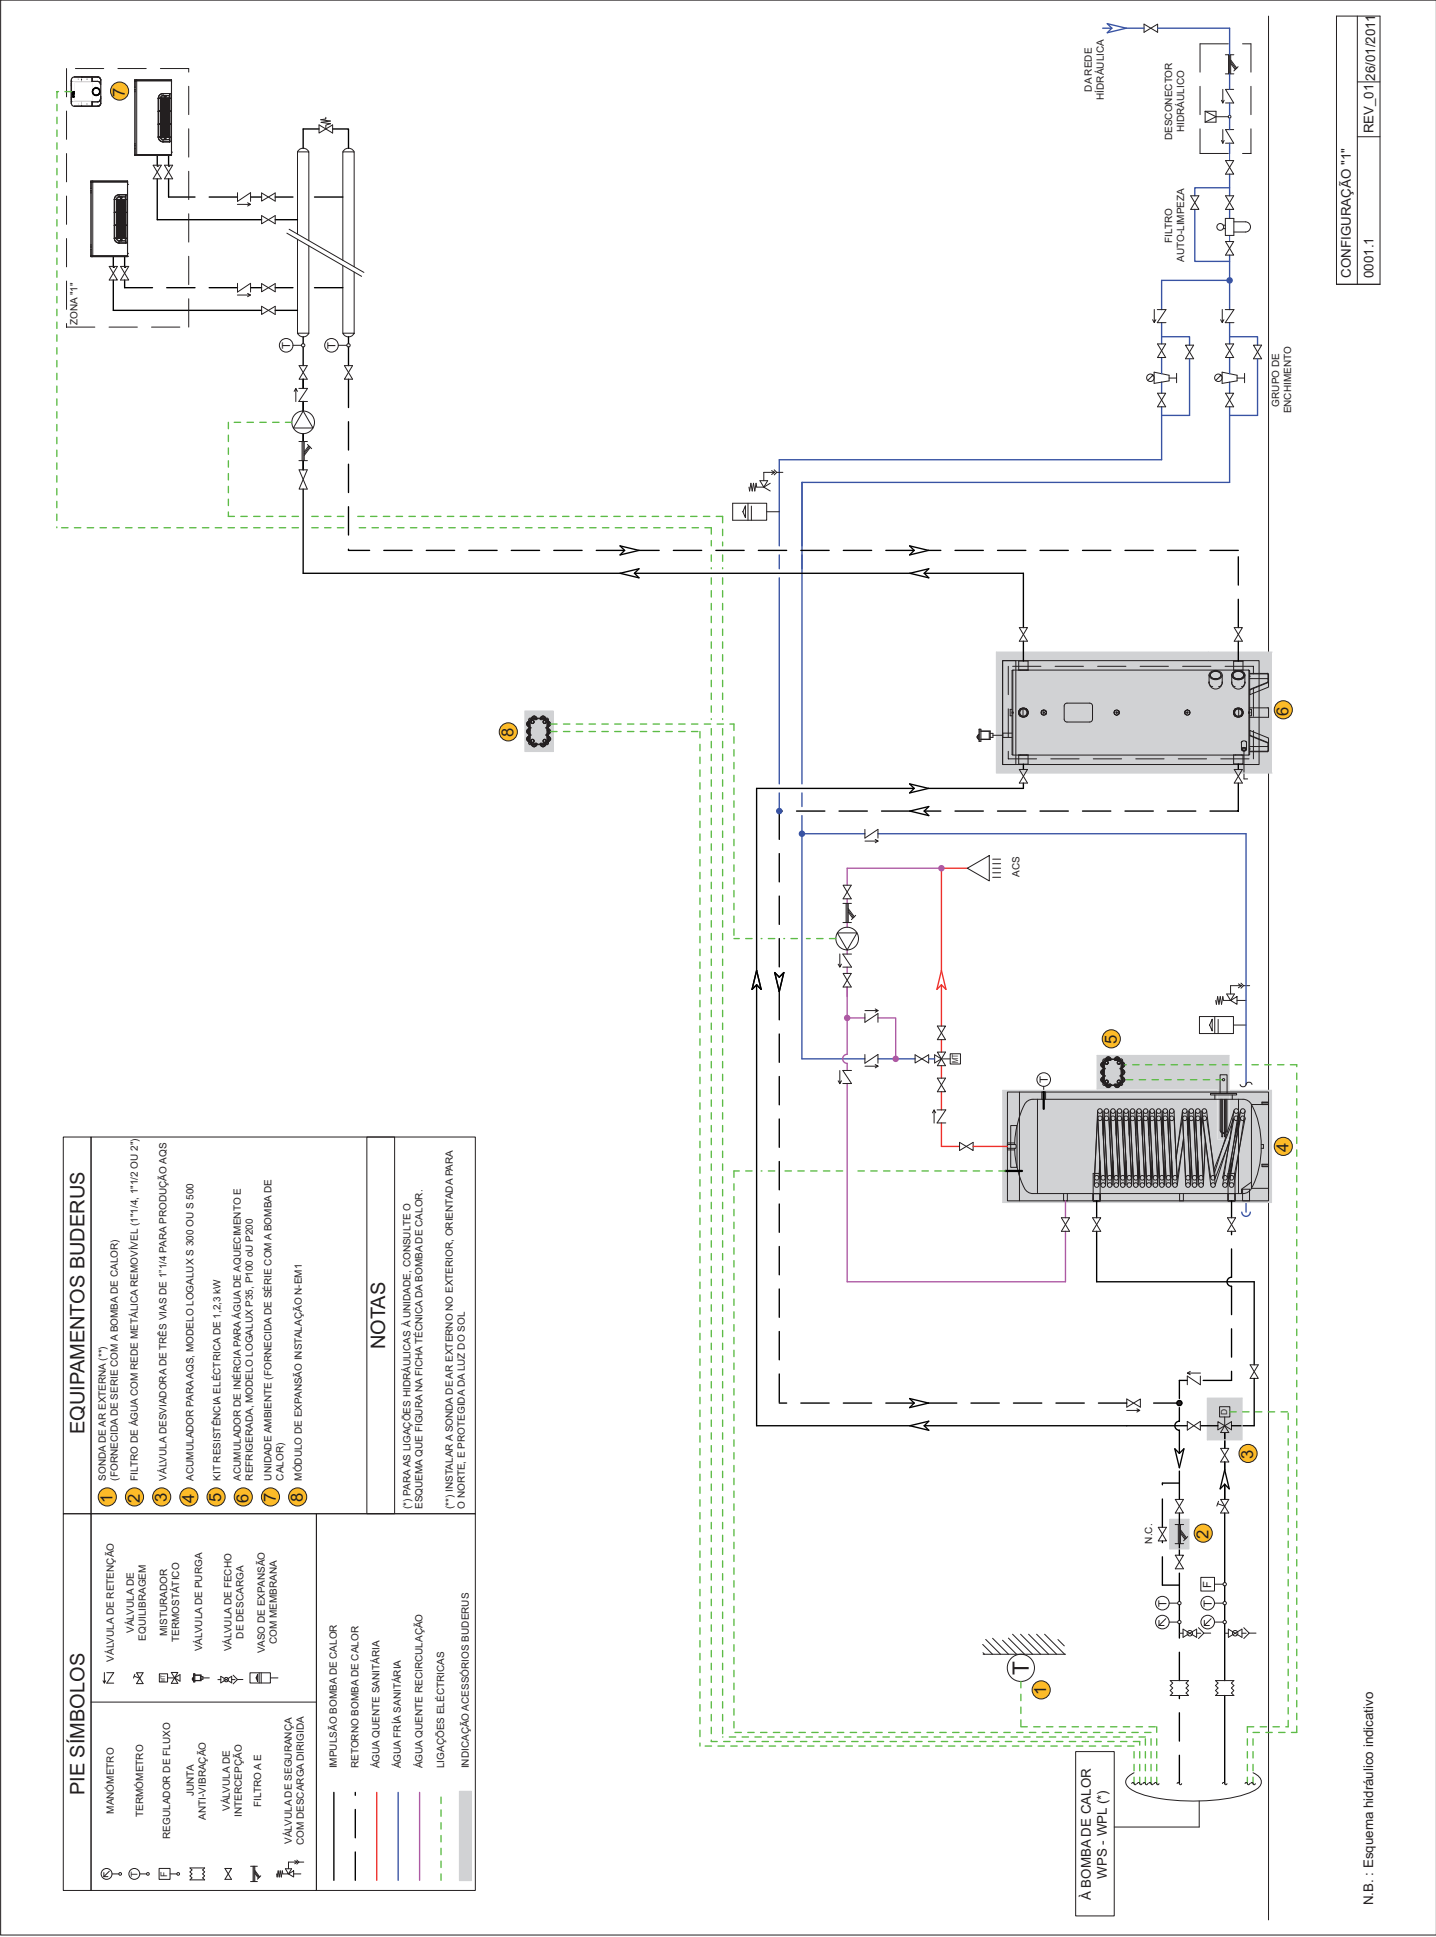 PIE SÍMBOLOS
MANÓMETRO
TERMÓMETRO
REGULADOR DE FLUXO
JUNTA
ANTI-VIBRAÇÃO
VÁLVULA DE
INTERCEPÇÃO
FILTRO A E
VÁLVULA DE SEGURANÇA
COM DESCARGA DIRIGIDA
VÁLVULA DE RETENÇÃO
VÁLVULA DE
EQUILIBRAGEM
MISTURADOR
TERMOSTÁTICO
VÁLVULA DE PURGA
VÁLVULA DE FECHO
DE DESCARGA
VASO DE EXPANSÃO
COM MEMBRANA
IMPULSÃO BOMBA DE CALOR
RETORNO BOMBA DE CALOR
ÁGUA QUENTE SANITÁRIA
ÁGUA FRÍA SANITÁRIA
ÁGUA QUENTE RECIRCULAÇÃO
LIGAÇÕES ELÉCTRICAS
INDICAÇÃO ACESSÓRIOS BUDERUS
EQUIPAMENTOS BUDERUS
1 SONDA DE AR EXTERNA (**)
(FORNECIDA DE SERIE COM A BOMBA DE CALOR)
2 FILTRO DE ÁGUA COM REDE METÁLICA REMOVÍVEL (1"1/4, 1"1/2 OU 2")
3 VÁLVULA DESVIADORA DE TRÊS VIAS DE 1"1/4 PARA PRODUÇÃO AQS
4 ACUMULADOR PARA AQS, MODELO LOGALUX S 300 OU S 500
5 KIT RESISTÊNCIA ELÉCTRICA DE 1,2,3 kW
6 ACUMULADOR DE INÉRCIA PARA ÁGUA DE AQUECIMENTO E
REFRIGERADA, MODELO LOGALUX P35, P100 oU P200
7 UNIDADE AMBIENTE (FORNECIDA DE SÉRIE COM A BOMBA DE
CALOR)
8 MÓDULO DE EXPANSÃO INSTALAÇÃO N-EM1
NOTAS
(*) PARA AS LIGAÇÕES HIDRÁULICAS À UNIDADE, CONSULTE O
ESQUEMA QUE FIGURA NA FICHA TÉCNICA DA BOMBA DE CALOR.
(**) INSTALAR A SONDA DE AR EXTERNO NO EXTERIOR, ORIENTADA PARA
O NORTE, E PROTEGIDA DA LUZ DO SOL
ZONA "1"
7
8
T
T
DA REDE
HIDRÁULICA
DESCONECTOR
HIDRÁULICO
FILTRO
AUTO-LIMPEZA
GRUPO DE
ENCHIMENTO
6
ACS
M
T
5
4
D
3
N.C.
2
F
T
T
T
1
À BOMBA DE CALOR
WPS - WPL (*)
N.B. : Esquema hidráulico indicativo
CONFIGURAÇÃO "1"
0001.1 REV_01 26/01/2011